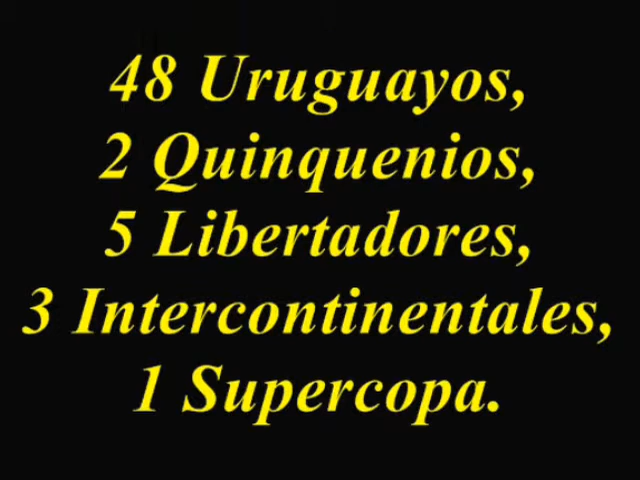 48 Uruguayos,
2 Quinquenios,
5 Libertadores,
3 Intercontinentales,
1 Supercopa.